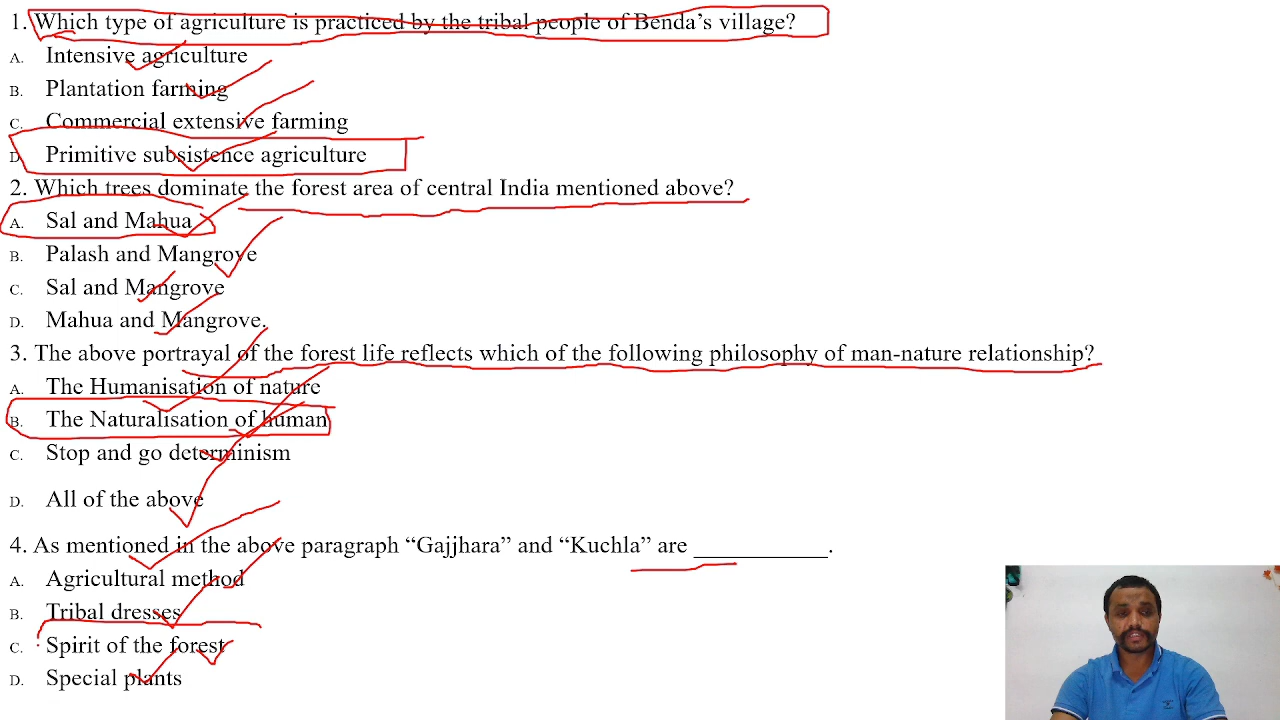 1. Which type of agriculture is practiced by the tribal people of Benda’s village?
A. Intensive agriculture
B. Plantation farming
C. Commercial extensive farming
D. Primitive subsistence agriculture
2. Which trees dominate the forest area of central India mentioned above?
A. Sal and Mahua
B. Palash and Mangrove
C. Sal and Mangrove
D. Mahua and Mangrove.
3. The above portrayal of the forest life reflects which of the following philosophy of man-nature relationship?
A. The Humanisation of nature
B. The Naturalisation of human
C. Stop and go determinism
D. All of the above
4. As mentioned in the above paragraph “Gajjhara” and “Kuchla” are ___________.
A. Agricultural method
B. Tribal dresses
C. Spirit of the forest
D. Special plants